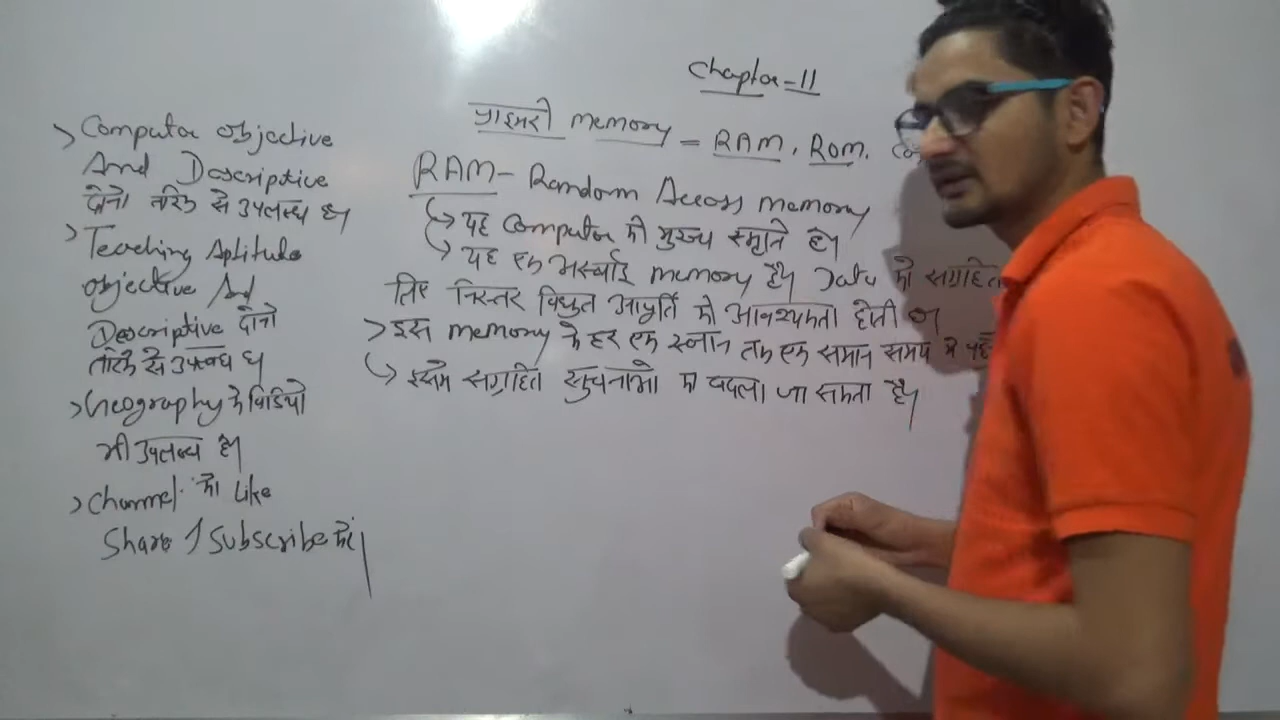 Computer objective
And Descriptive
दोनो तरिके से उपलब्ध है।
Teaching Aptitude
objective And
Descriptive दोनो
तरिके से उपलब्ध है।
Geography के विडियो
भी उपलब्ध है।
Channel को Like
Share / Subscribe करें।
Chapter-11
प्राइमरी memory = RAM, Rom,
RAM - Random Access memory
यह Computer की मुख्य स्मृति है।
यह एक अस्थाई memory है। Data को संग्रहित
लिए निरन्तर विधुत आपूर्ति की आवश्यकता होती है।
इस memory के हर एक स्थान तक एक समान समय मे
इसमे संग्रहित सूचनाओ को बदला जा सकता है।